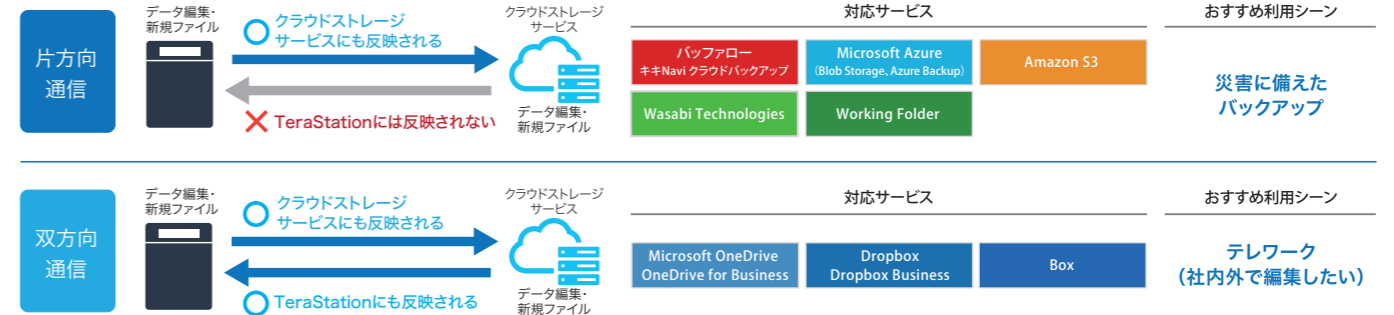 片方向
通信
データ編集・
新規ファイル
クラウドストレージ
サービスにも反映される
TeraStationには反映されない
クラウドストレージ
サービス
データ編集・
新規ファイル
対応サービス
バッファロー
キキNavi クラウドバックアップ
Microsoft Azure
(Blob Storage、Azure Backup)
Amazon S3
Wasabi Technologies
Working Folder
おすすめ利用シーン
災害に備えた
バックアップ
双方向
通信
データ編集・
新規ファイル
クラウドストレージ
サービスにも反映される
TeraStationにも反映される
クラウドストレージ
サービス
データ編集・
新規ファイル
対応サービス
Microsoft OneDrive
OneDrive for Business
Dropbox
Dropbox Business
Box
おすすめ利用シーン
テレワーク
(社内外で編集したい)